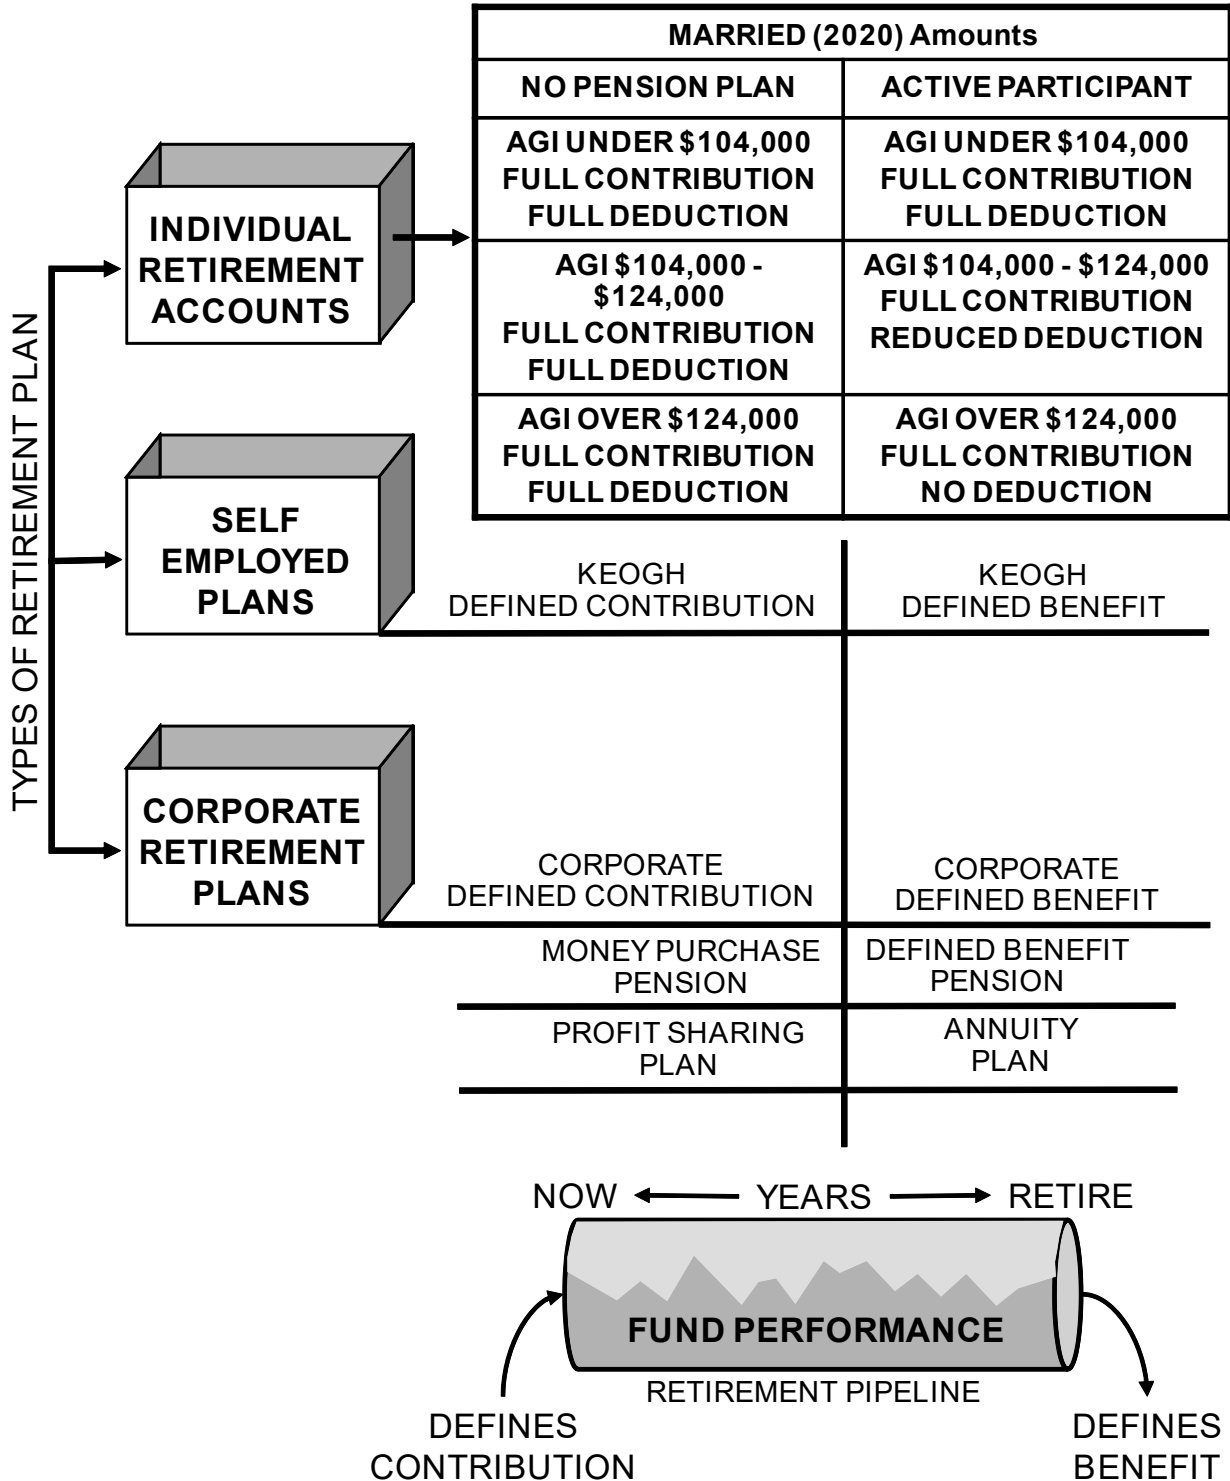 MARRIED (2020) Amounts
NO PENSION PLAN
ACTIVE PARTICIPANT
AGI UNDER $104,000
FULL CONTRIBUTION
FULL DEDUCTION
AGI UNDER $104,000
FULL CONTRIBUTION
FULL DEDUCTION
AGI $104,000 -
$124,000
FULL CONTRIBUTION
FULL DEDUCTION
AGI $104,000 - $124,000
FULL CONTRIBUTION
REDUCED DEDUCTION
AGI OVER $124,000
FULL CONTRIBUTION
FULL DEDUCTION
AGI OVER $124,000
FULL CONTRIBUTION
NO DEDUCTION
TYPES OF RETIREMENT PLAN
INDIVIDUAL
RETIREMENT
ACCOUNTS
SELF
EMPLOYED
PLANS
KEOGH
DEFINED CONTRIBUTION
KEOGH
DEFINED BENEFIT
CORPORATE
RETIREMENT
PLANS
CORPORATE
DEFINED CONTRIBUTION
CORPORATE
DEFINED BENEFIT
MONEY PURCHASE
PENSION
DEFINED BENEFIT
PENSION
PROFIT SHARING
PLAN
ANNUITY
PLAN
NOW YEARS RETIRE
FUND PERFORMANCE
RETIREMENT PIPELINE
DEFINES
CONTRIBUTION
DEFINES
BENEFIT